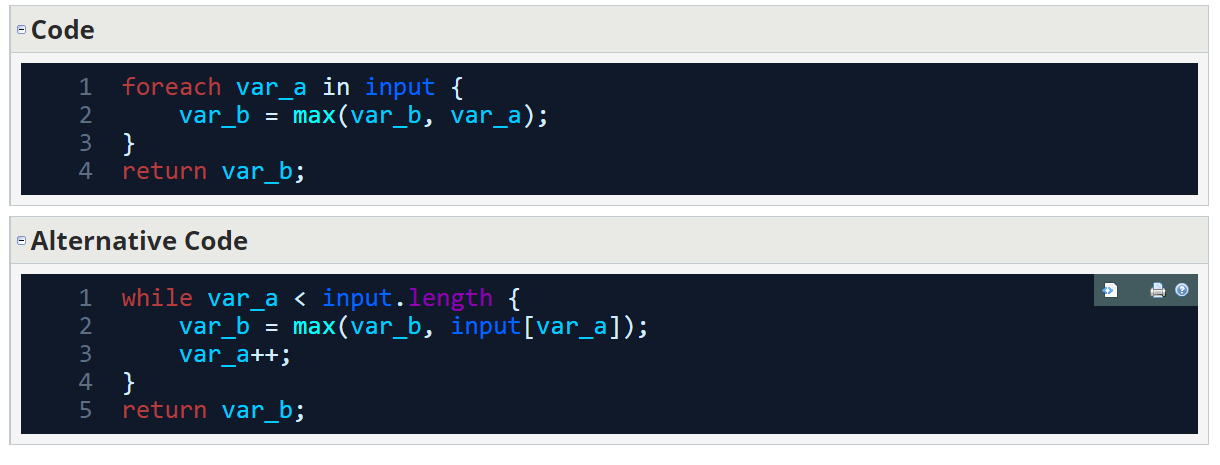 Code
1 foreach var_a in input {
2     var_b = max(var_b, var_a);
3 }
4 return var_b;
Alternative Code
1 while var_a < input.length {
2     var_b = max(var_b, input[var_a]);
3     var_a++;
4 }
5 return var_b;